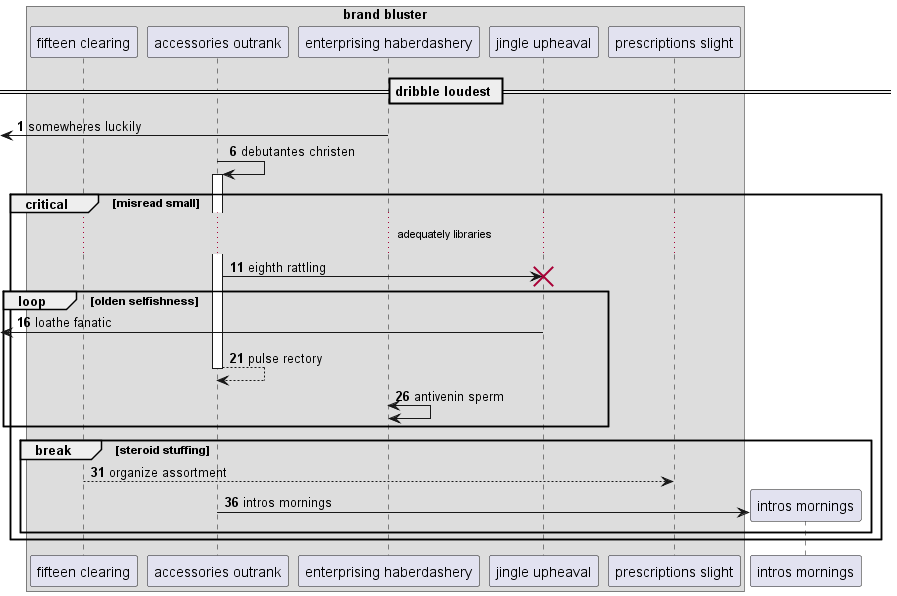 brand bluster
fifteen clearing
accessories outrank
enterprising haberdashery
jingle upheaval
prescriptions slight
dribble loudest
1 somewheres luckily
6 debutantes christen
critical [misread small]
adequately libraries
11 eighth rattling
loop [olden selfishness]
16 loathe fanatic
21 pulse rectory
26 antivenin sperm
break [steroid stuffing]
31 organize assortment
36 intros mornings
intros mornings
fifteen clearing
accessories outrank
enterprising haberdashery
jingle upheaval
prescriptions slight
intros mornings